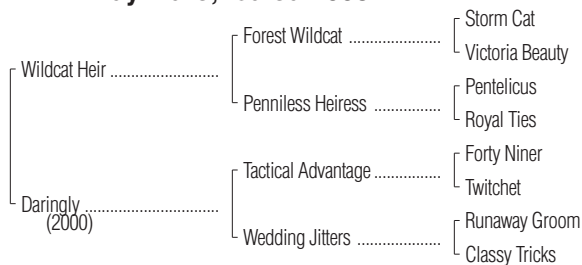 Storm Cat
Forest Wildcat
Victoria Beauty
Wildcat Heir
Pentelicus
Penniless Heiress
Royal Ties
Forty Niner
Tactical Advantage
Twitchet
Daringly
(2000)
Runaway Groom
Wedding Jitters
Classy Tricks